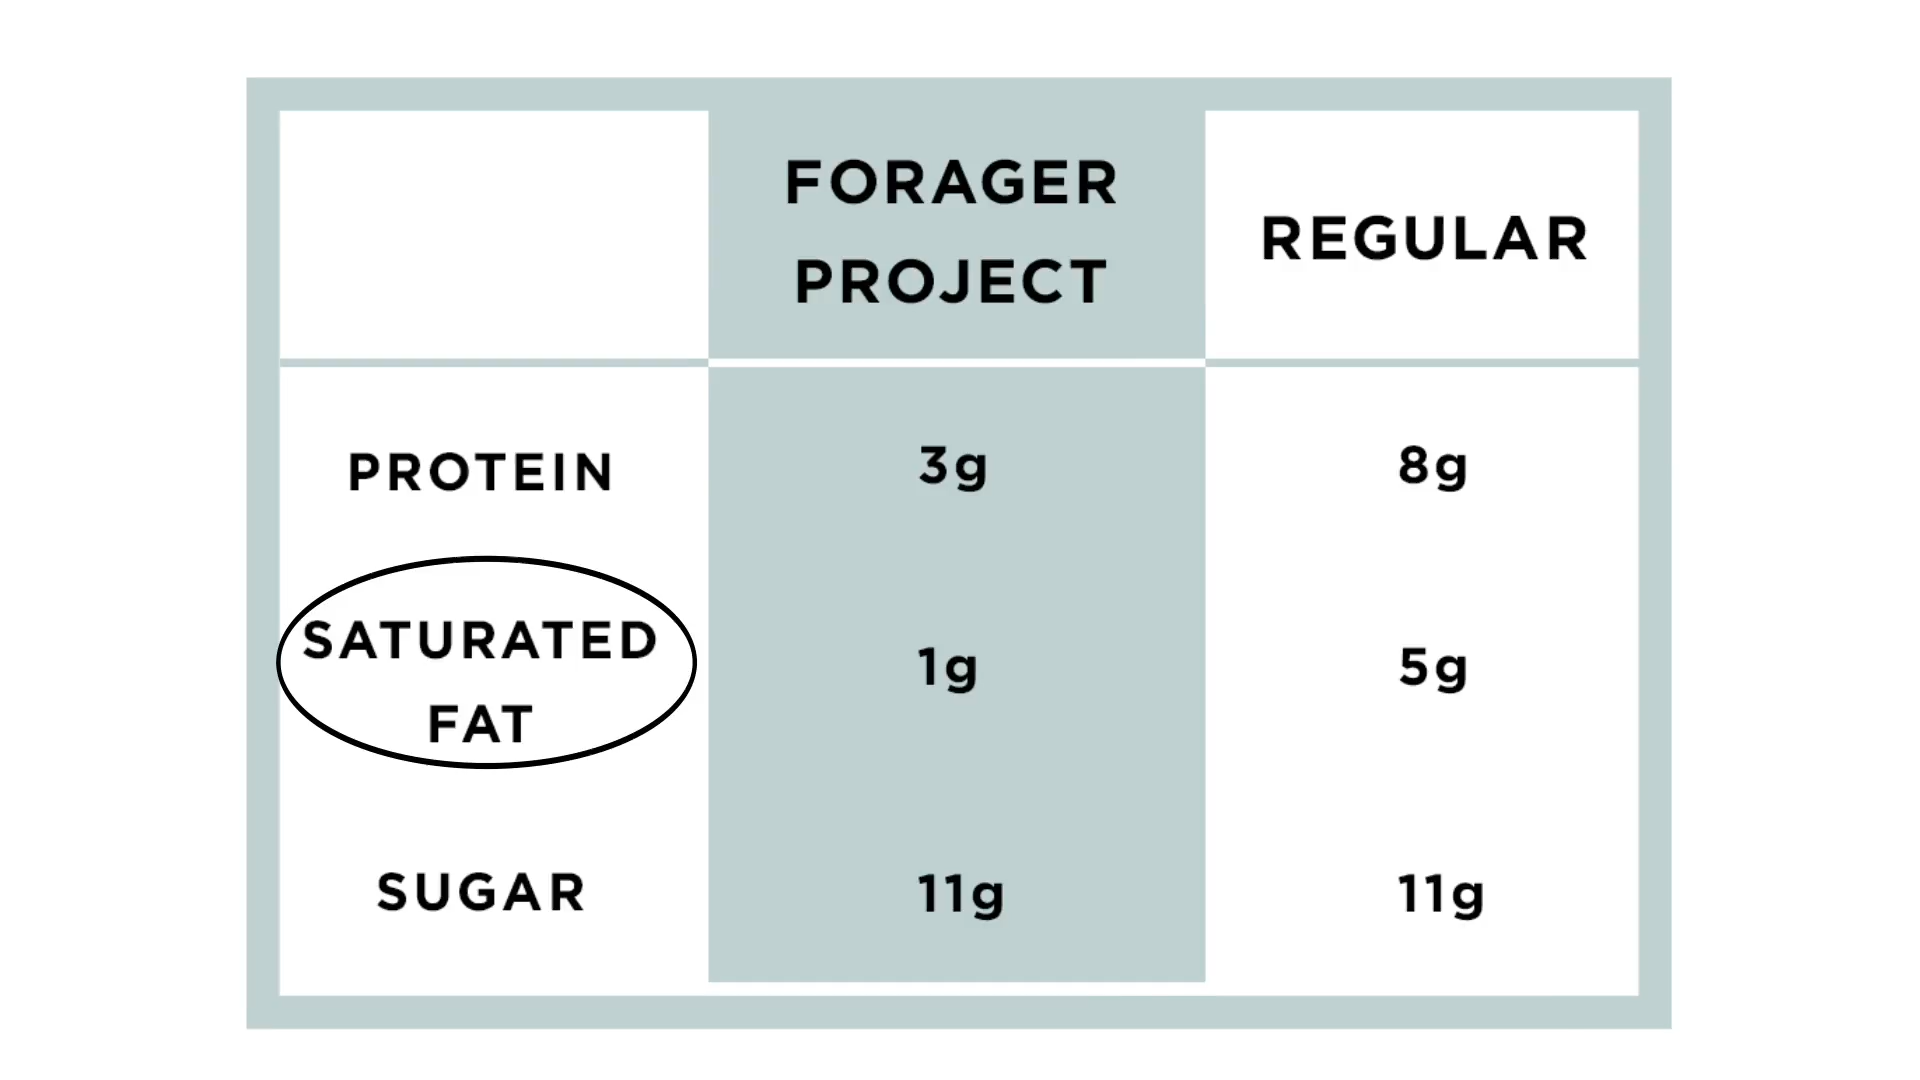 FORAGER
PROJECT
REGULAR
PROTEIN 3g 8g
SATURATED
FAT 1g 5g
SUGAR 11g 11g